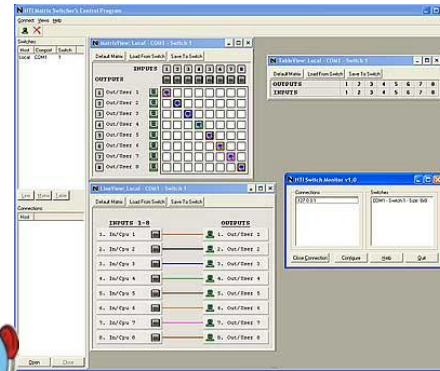 HTI Matrix Switcher's Control Program
Connect Views Help
Switches
Host Comport Switch
Local COM1 1
Line Matrix Table
Connections
Host
Open Close
MatrixView: Local - COM1 - Switch 1
Default Matrix Load From Switch Save To Switch
INPUTS 1 2 3 4 5 6 7 8
OUTPUTS
1 Out/User 1
2 Out/User 2
3 Out/User 3
4 Out/User 4
5 Out/User 5
6 Out/User 6
7 Out/User 7
8 Out/User 8
TableView: Local - COM1 - Switch 1
Default Matrix Load From Switch Save To Switch
OUTPUTS 1 2 3 4 5 6 7 8
INPUTS 1 2 3 4 5 6 7 8
LineView: Local - COM1 - Switch 1
Default Matrix Load From Switch Save To Switch
INPUTS 1-8 OUTPUTS
1. In/Cpu 1 1. Out/User 1
2. In/Cpu 2 2. Out/User 2
3. In/Cpu 3 3. Out/User 3
4. In/Cpu 4 4. Out/User 4
5. In/Cpu 5 5. Out/User 5
6. In/Cpu 6 6. Out/User 6
7. In/Cpu 7 7. Out/User 7
8. In/Cpu 8 8. Out/User 8
HTI Switch Monitor v1.0
Connections Switches
127.0.0.1 COM1 - Switch 1 - Size: 8x8
Close Connection Configure Help Quit